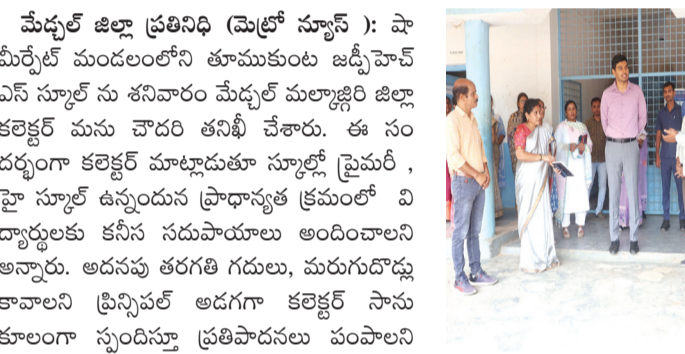 మేడ్చల్ జిల్లా ప్రతినిధి (మెట్రో న్యూస్ ): షా
మీర్పేట్ మండలంలోని తూముకుంట జడ్పీహెచ్
ఎస్ స్కూల్ ను శనివారం మేడ్చల్ మల్కాజ్గిరి జిల్లా
కలెక్టర్ మను చౌదరి తనిఖీ చేశారు. ఈ సం
దర్భంగా కలెక్టర్ మాట్లాడుతూ స్కూల్లో ప్రైమరీ ,
హై స్కూల్ ఉన్నందున ప్రాధాన్యత క్రమంలో వి
ద్యార్థులకు కనీస సదుపాయాలు అందించాలని
అన్నారు. అదనపు తరగతి గదులు, మరుగుదొడ్లు
కావాలని ప్రిన్సిపల్ అడగగా కలెక్టర్ సాను
కూలంగా స్పందిస్తూ ప్రతిపాదనలు పంపాలని